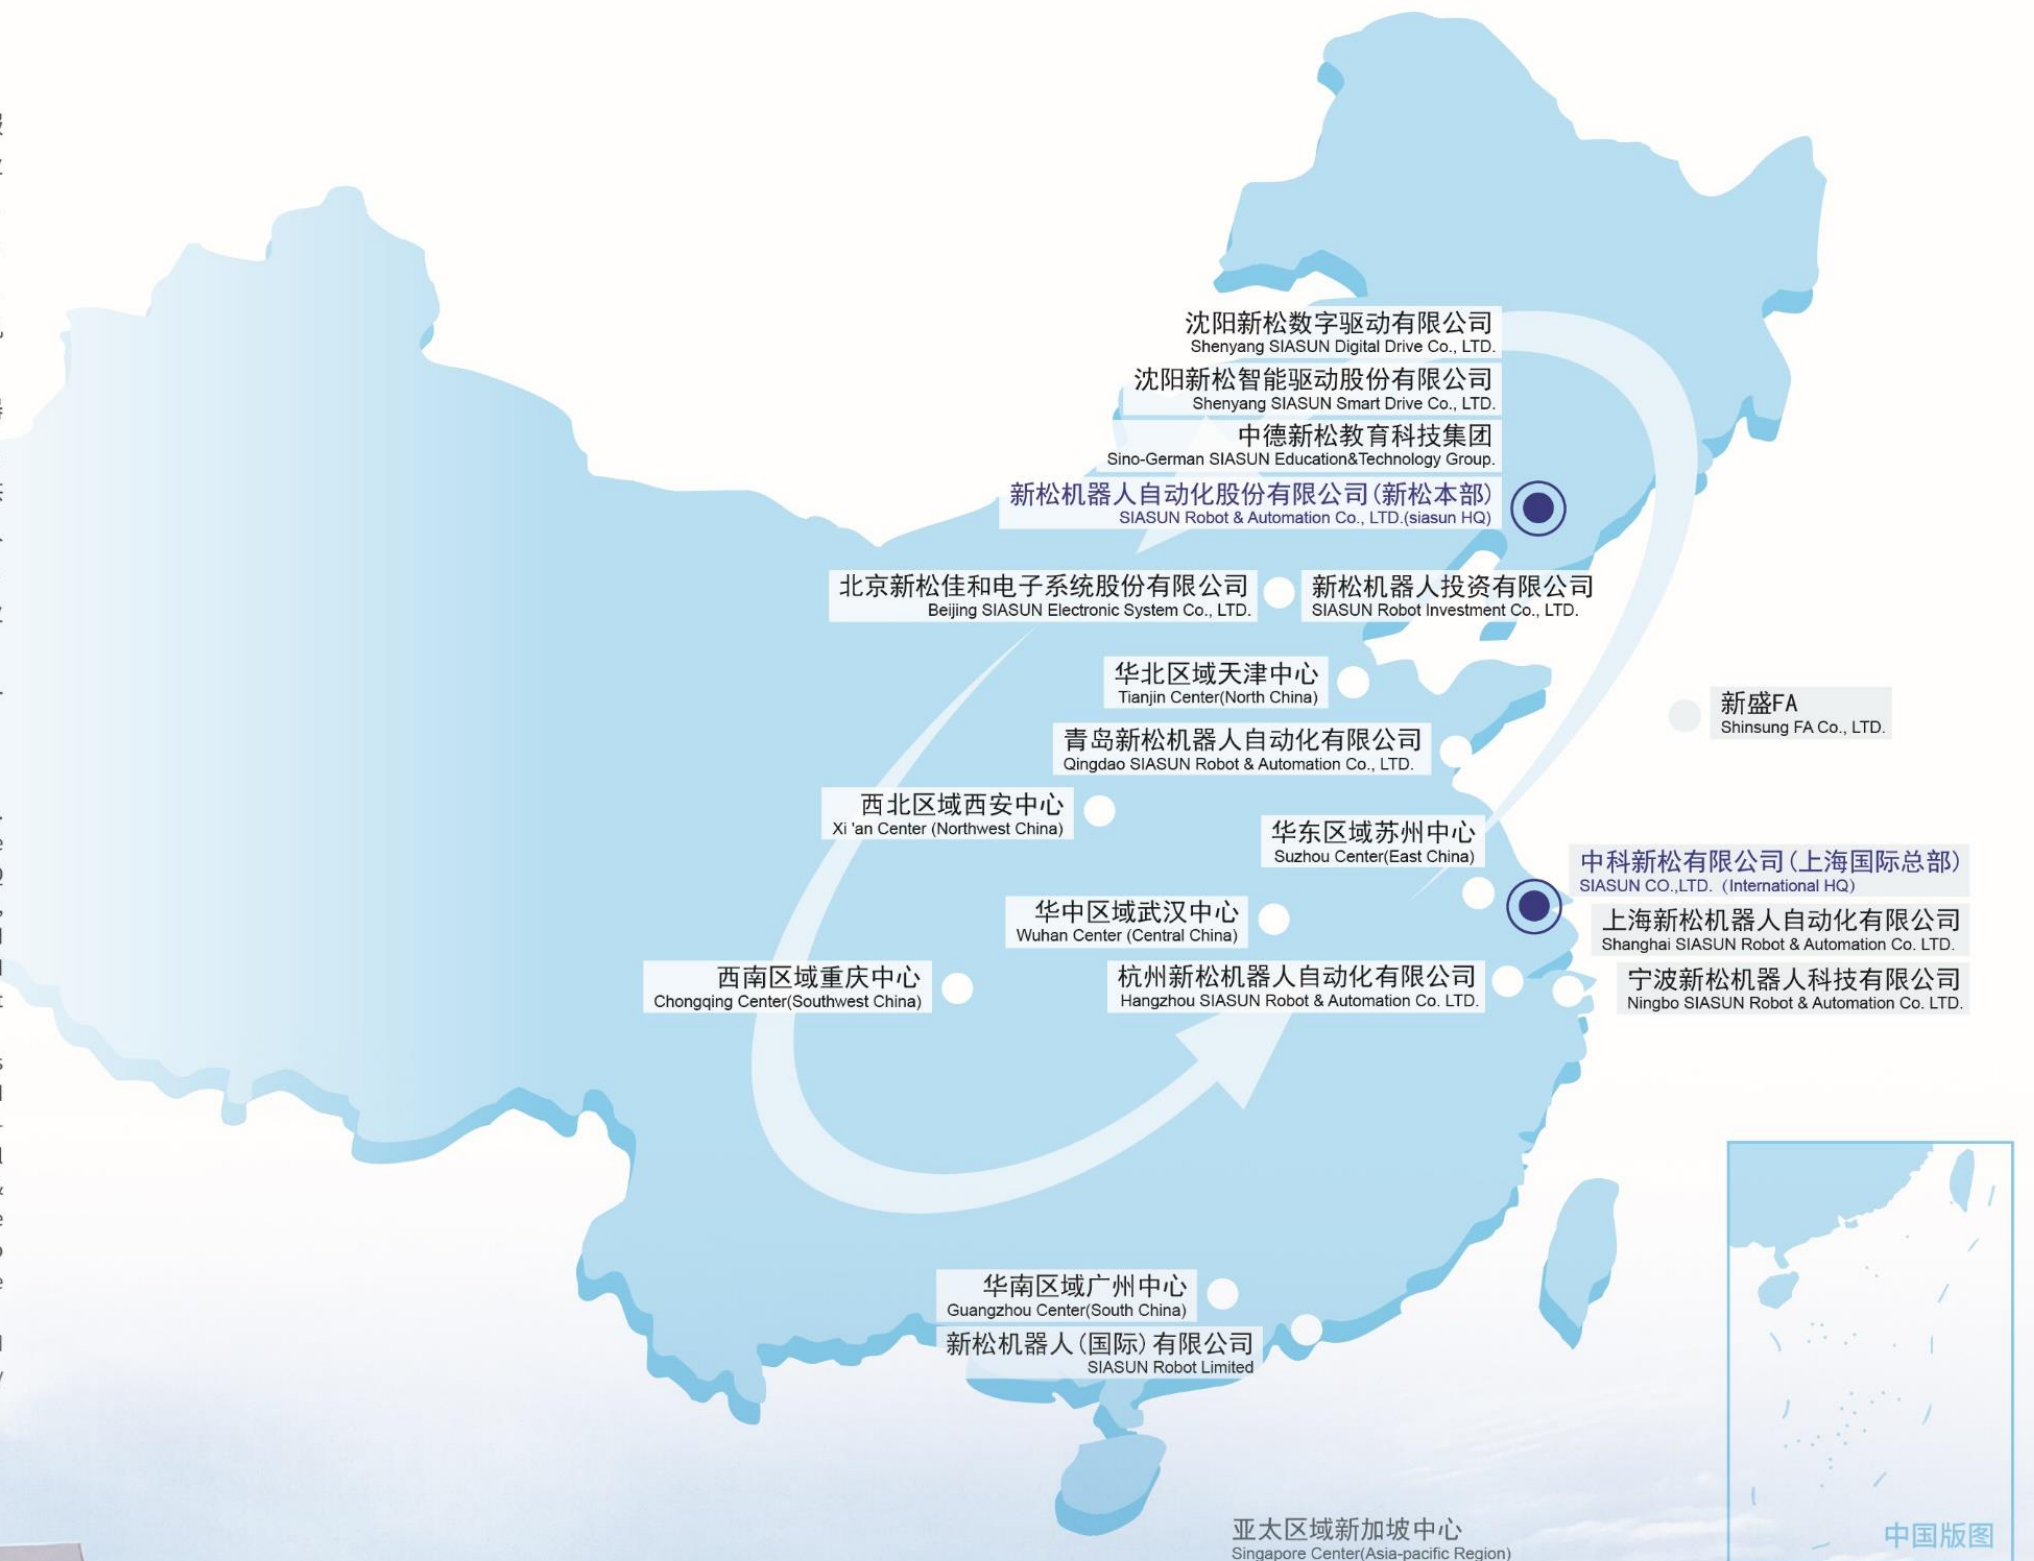 沈阳新松数字驱动有限公司
Shenyang SIASUN Digital Drive Co., LTD.
沈阳新松智能驱动股份有限公司
Shenyang SIASUN Smart Drive Co., LTD.
中德新松教育科技集团
Sino-German SIASUN Education&Technology Group.
新松机器人自动化股份有限公司(新松本部)
SIASUN Robot & Automation Co., LTD.(siasun HQ)
北京新松佳和电子系统股份有限公司
Beijing SIASUN Electronic System Co., LTD.
新松机器人投资有限公司
SIASUN Robot Investment Co., LTD.
华北区域天津中心
Tianjin Center(North China)
新盛FA
Shinsung FA Co., LTD.
青岛新松机器人自动化有限公司
Qingdao SIASUN Robot & Automation Co., LTD.
西北区域西安中心
Xi 'an Center (Northwest China)
华东区域苏州中心
Suzhou Center(East China)
中科新松有限公司(上海国际总部)
SIASUN CO.,LTD. (International HQ)
华中区域武汉中心
Wuhan Center (Central China)
上海新松机器人自动化有限公司
Shanghai SIASUN Robot & Automation Co. LTD.
西南区域重庆中心
Chongqing Center(Southwest China)
杭州新松机器人自动化有限公司
Hangzhou SIASUN Robot & Automation Co. LTD.
宁波新松机器人科技有限公司
Ningbo SIASUN Robot & Automation Co. LTD.
华南区域广州中心
Guangzhou Center(South China)
新松机器人(国际)有限公司
SIASUN Robot Limited
亚太区域新加坡中心
Singapore Center(Asia-pacific Region)
中国版图